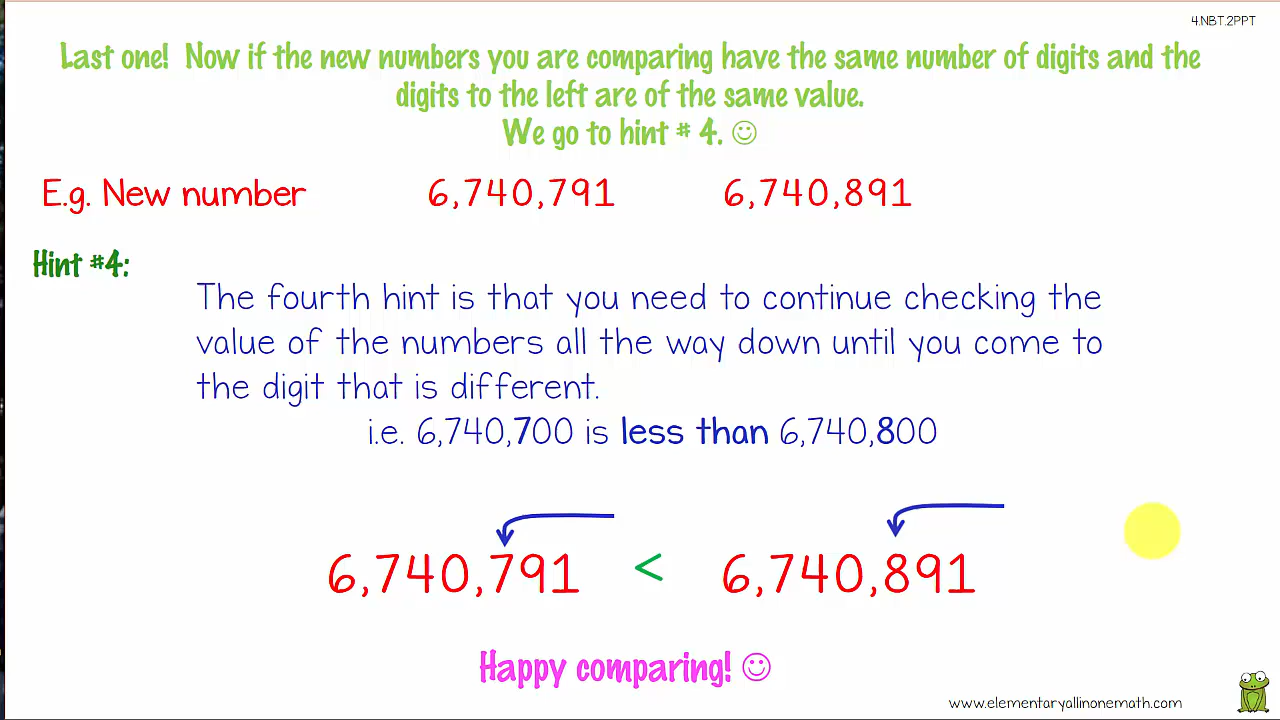 4.NBT.2PPT
Last one! Now if the new numbers you are comparing have the same number of digits and the
digits to the left are of the same value.
We go to hint # 4. ☺
E.g. New number 6,740,791 6,740,891
Hint #4:
The fourth hint is that you need to continue checking the
value of the numbers all the way down until you come to
the digit that is different.
i.e. 6,740,700 is less than 6,740,800
6,740,791 < 6,740,891
Happy comparing! ☺
www.elementaryallinonemath.com